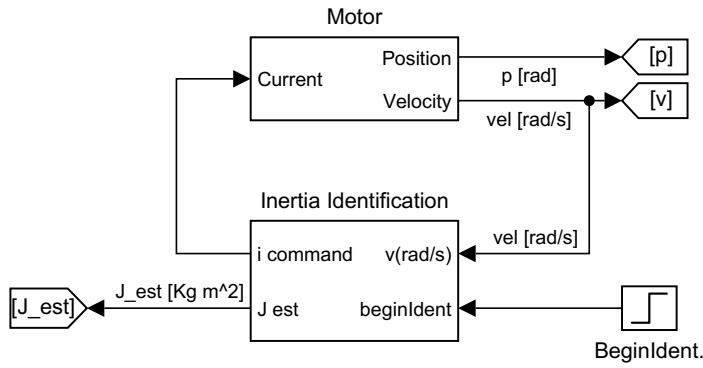 Motor
Position
[p]
Current
p [rad]
Velocity
[v]
vel [rad/s]
Inertia Identification
vel [rad/s]
i command
v(rad/s)
J_est [Kg m^2]
[J_est]
J est
beginIdent
BeginIdent.